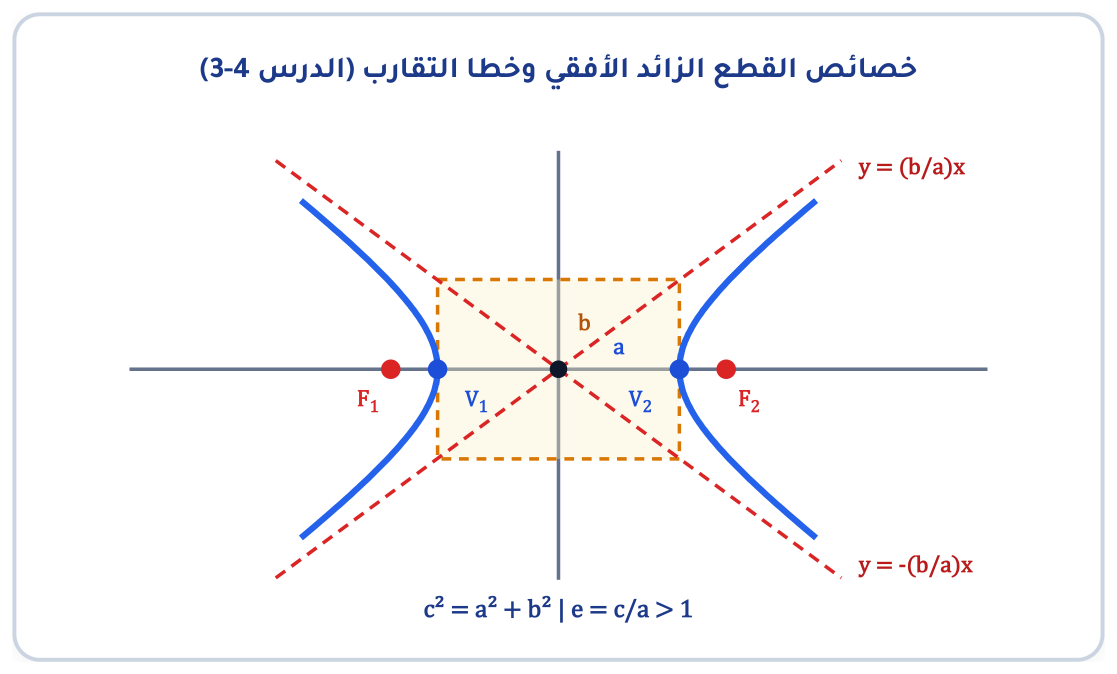 خصائص القطع الزائد الأفقي وخطا التقارب (الدرس 4-3)
y = (b/a)x
b
a
F₁
V₁
V₂
F₂
y = -(b/a)x
c² = a² + b² | e = c/a > 1